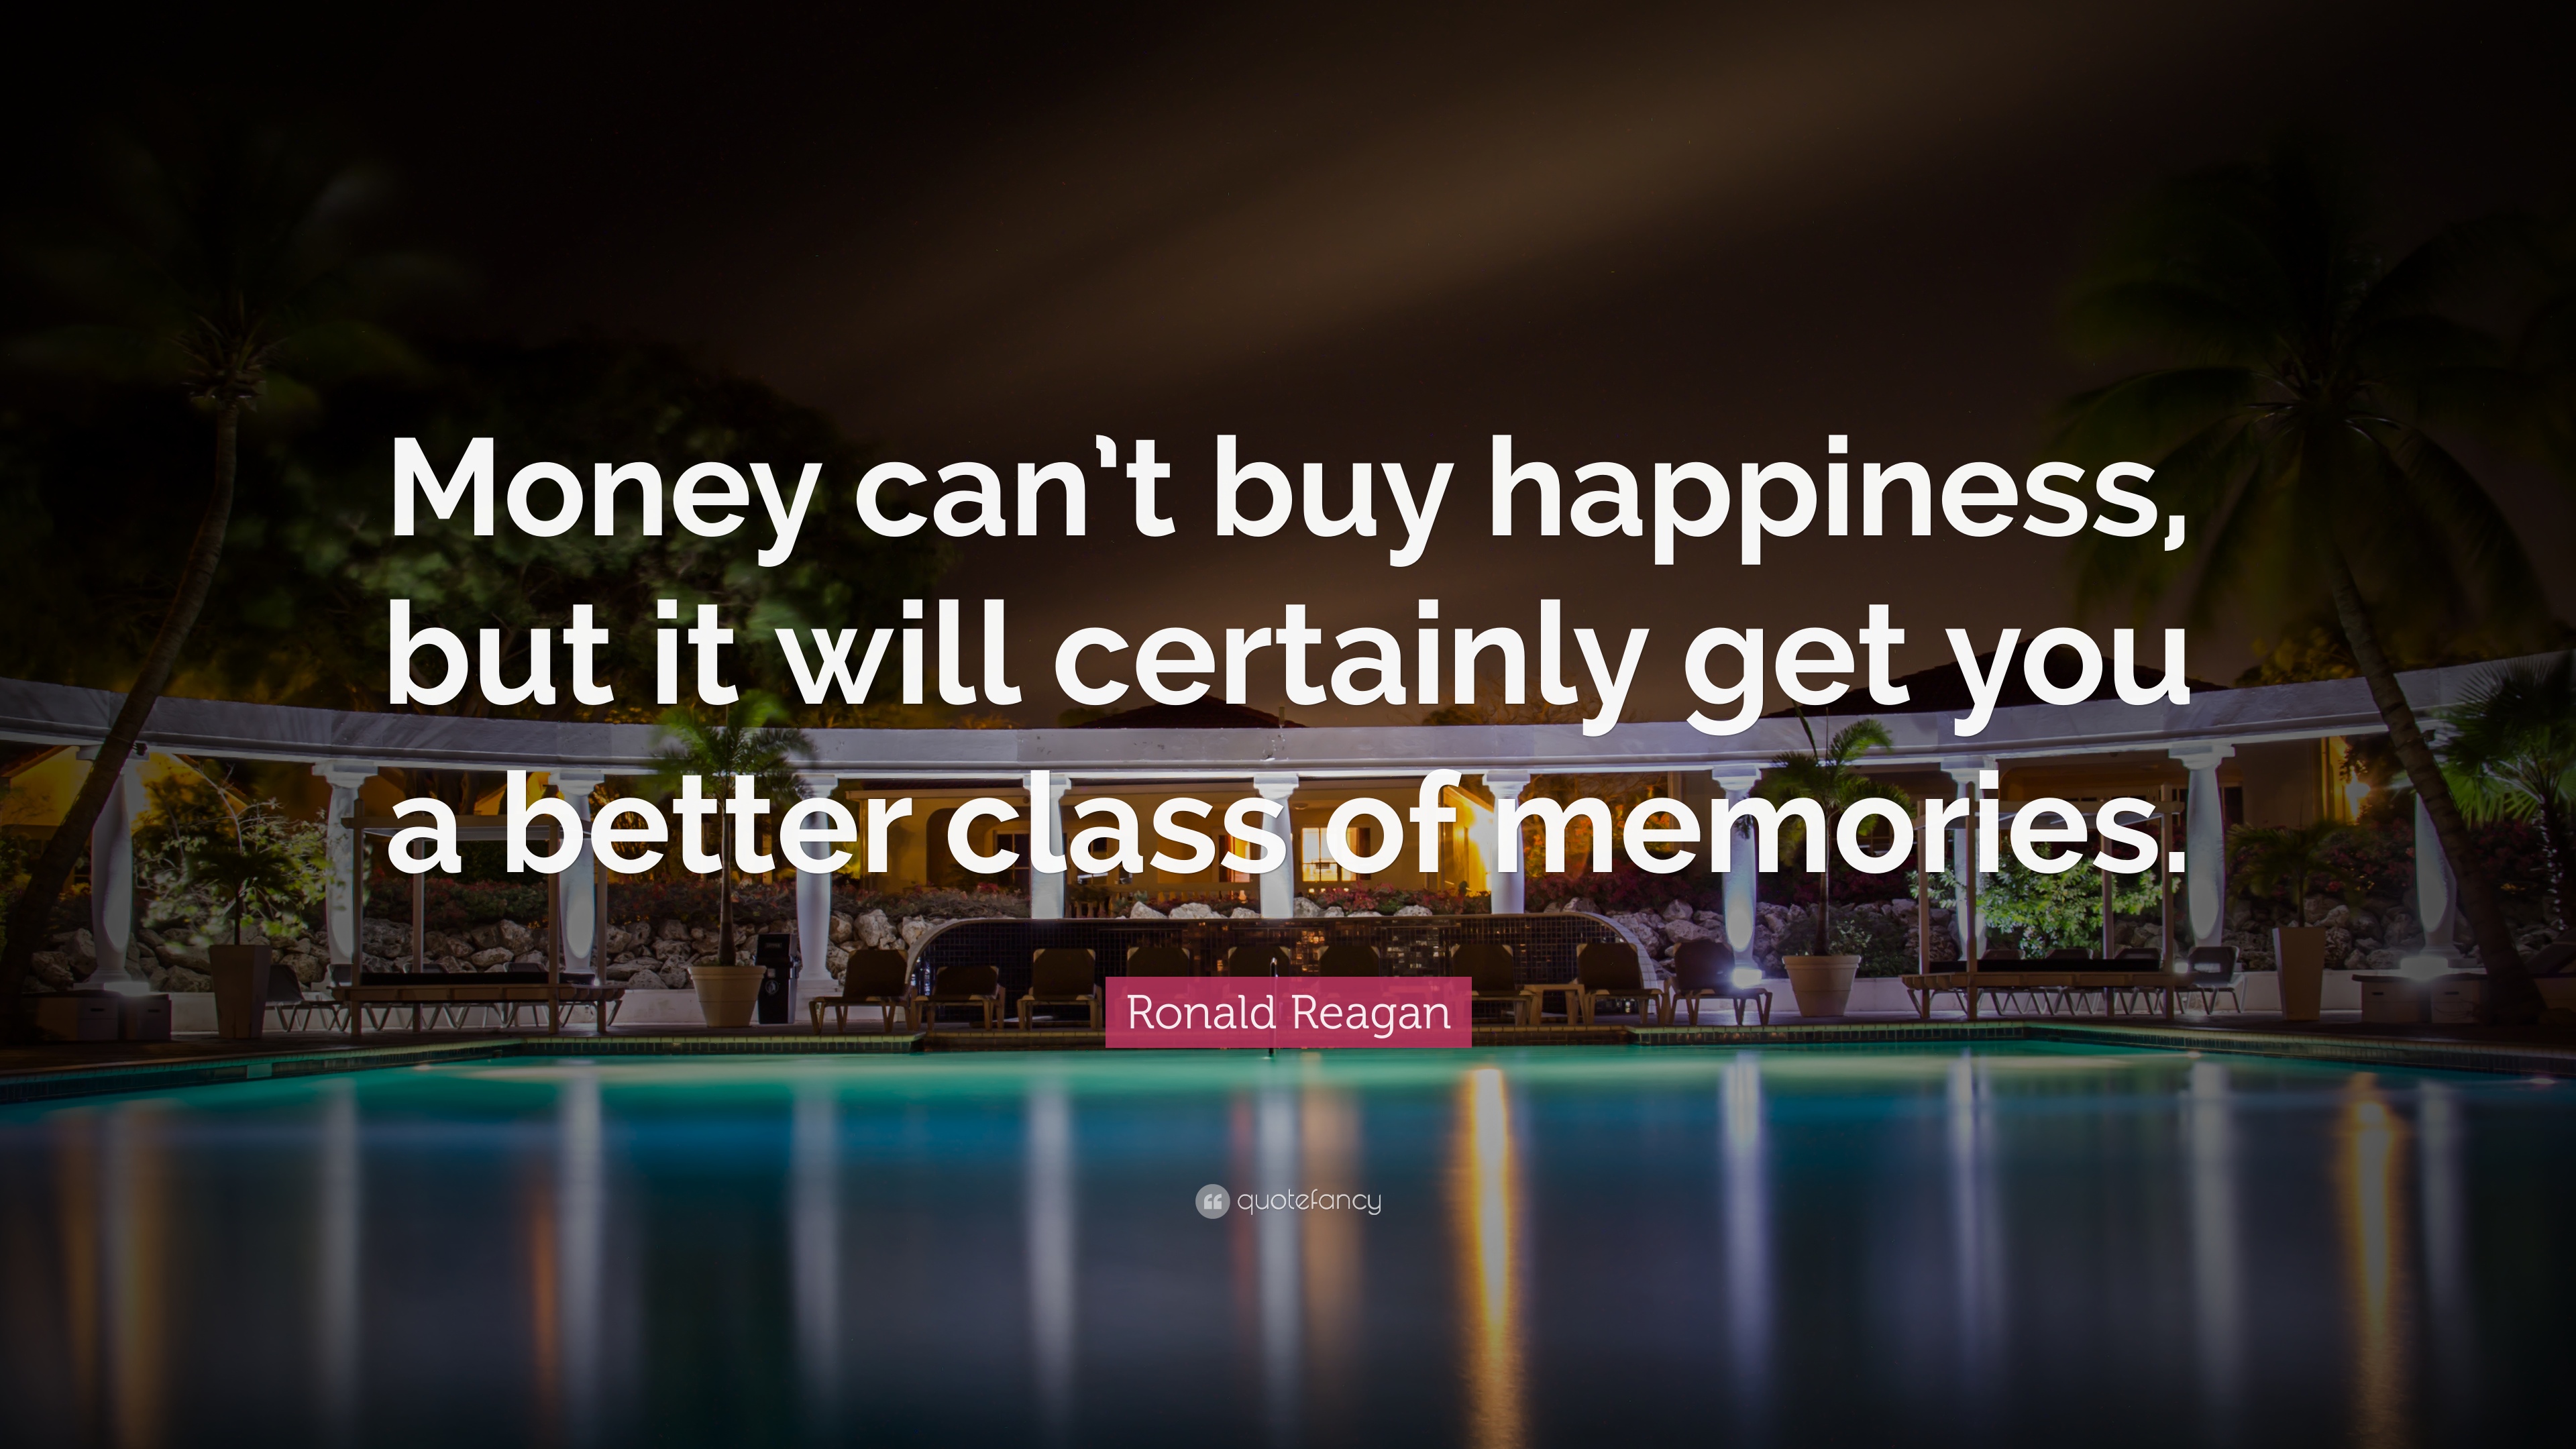 Money can’t buy happiness,
but it will certainly get you
a better class of memories.
Ronald Reagan
quotefancy